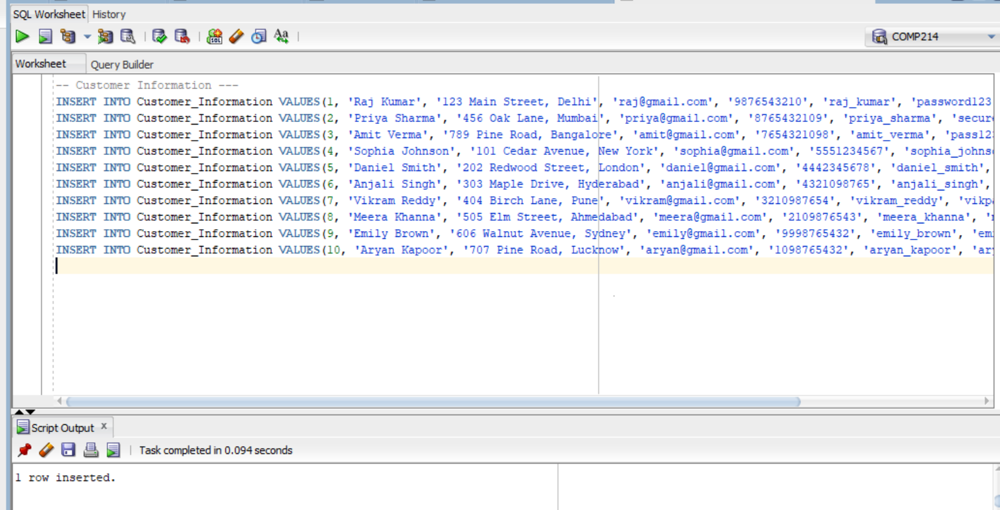 SQL Worksheet History
COMP214
Worksheet Query Builder
-- Customer Information ---
INSERT INTO Customer_Information VALUES(1, 'Raj Kumar', '123 Main Street, Delhi', 'raj@gmail.com', '9876543210', 'raj_kumar', 'password123
INSERT INTO Customer_Information VALUES(2, 'Priya Sharma', '456 Oak Lane, Mumbai', 'priya@gmail.com', '8765432109', 'priya_sharma', 'secure
INSERT INTO Customer_Information VALUES(3, 'Amit Verma', '789 Pine Road, Bangalore', 'amit@gmail.com', '7654321098', 'amit_verma', 'pass12
INSERT INTO Customer_Information VALUES(4, 'Sophia Johnson', '101 Cedar Avenue, New York', 'sophia@gmail.com', '5551234567', 'sophia_johns
INSERT INTO Customer_Information VALUES(5, 'Daniel Smith', '202 Redwood Street, London', 'daniel@gmail.com', '4442345678', 'daniel_smith',
INSERT INTO Customer_Information VALUES(6, 'Anjali Singh', '303 Maple Drive, Hyderabad', 'anjali@gmail.com', '4321098765', 'anjali_singh',
INSERT INTO Customer_Information VALUES(7, 'Vikram Reddy', '404 Birch Lane, Pune', 'vikram@gmail.com', '3210987654', 'vikram_reddy', 'vikp
INSERT INTO Customer_Information VALUES(8, 'Meera Khanna', '505 Elm Street, Ahmedabad', 'meera@gmail.com', '2109876543', 'meera_khanna', '
INSERT INTO Customer_Information VALUES(9, 'Emily Brown', '606 Walnut Avenue, Sydney', 'emily@gmail.com', '9998765432', 'emily_brown', 'em
INSERT INTO Customer_Information VALUES(10, 'Aryan Kapoor', '707 Pine Road, Lucknow', 'aryan@gmail.com', '1098765432', 'aryan_kapoor', 'ar
Script Output x
Task completed in 0.094 seconds
1 row inserted.